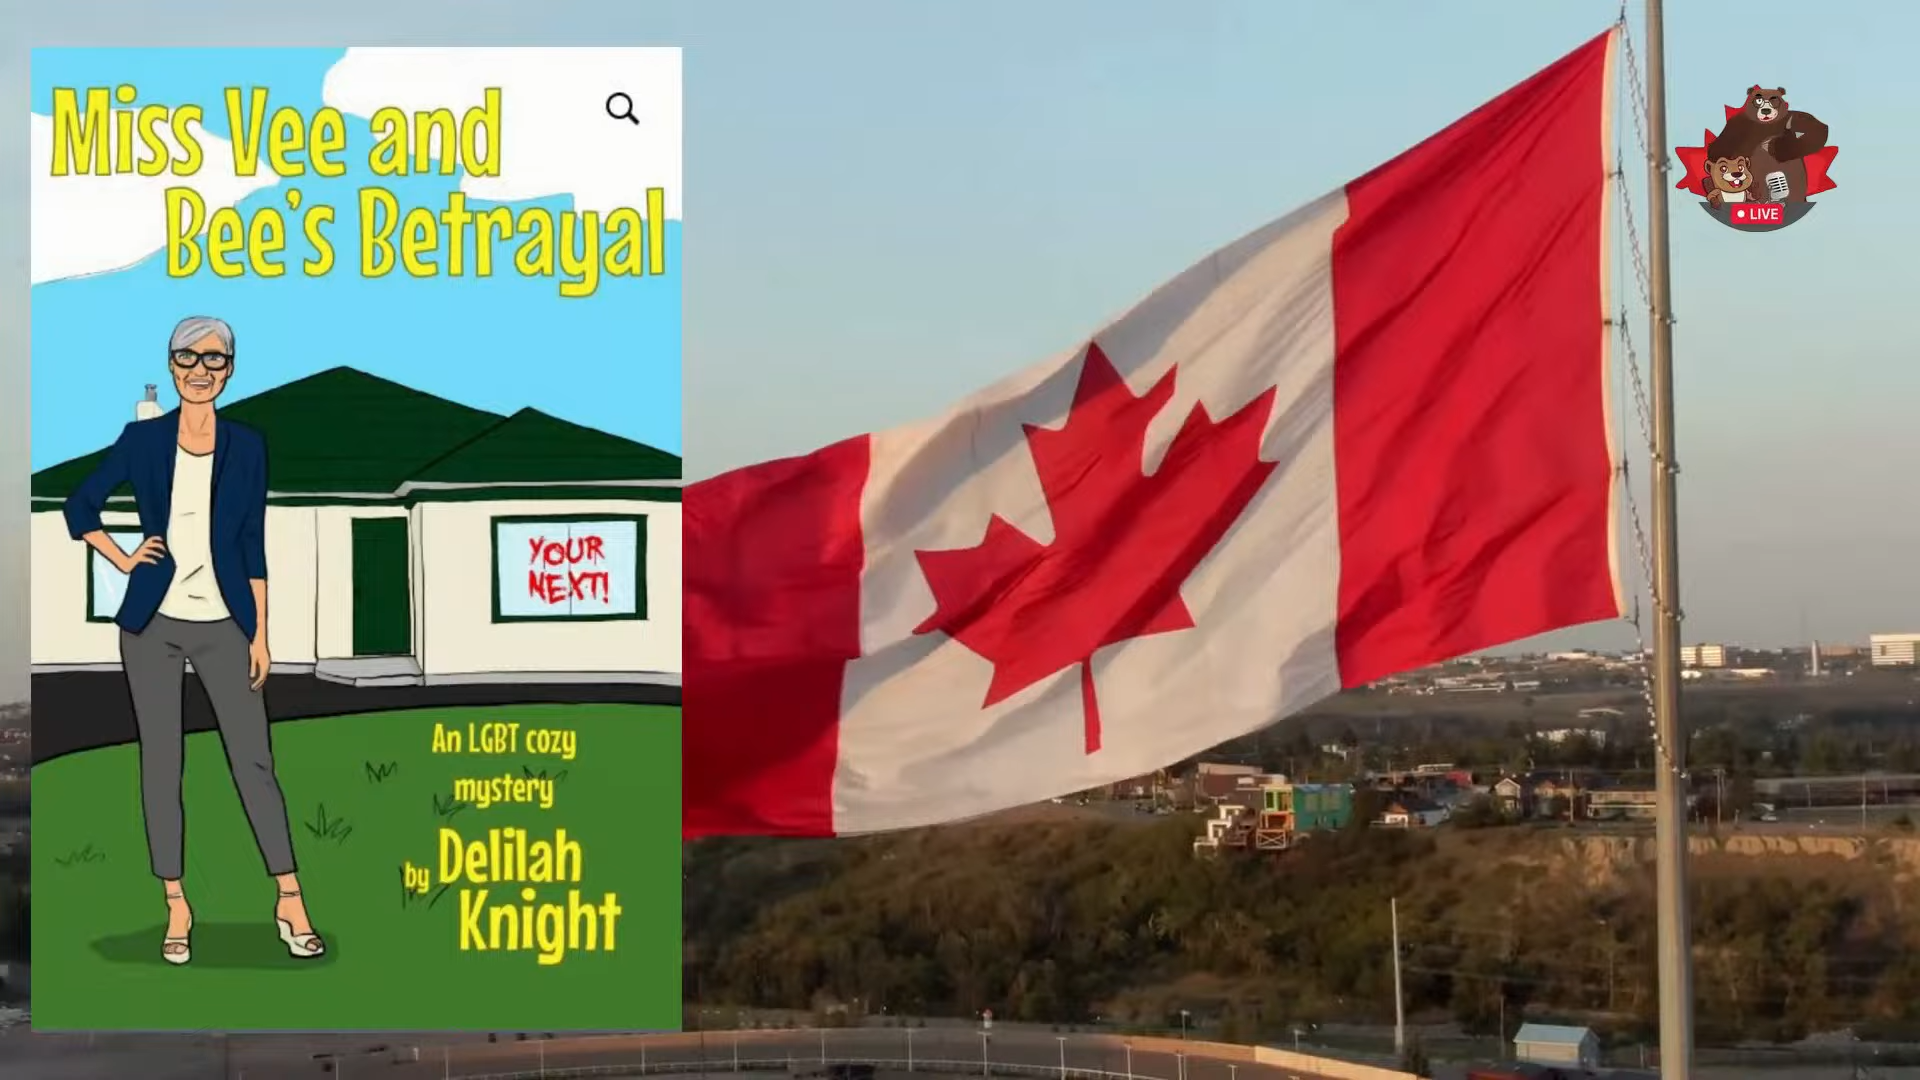 Miss Vee and
Bee's Betrayal
YOUR
NEXT!
An LGBT cozy
mystery
by Delilah
Knight
LIVE